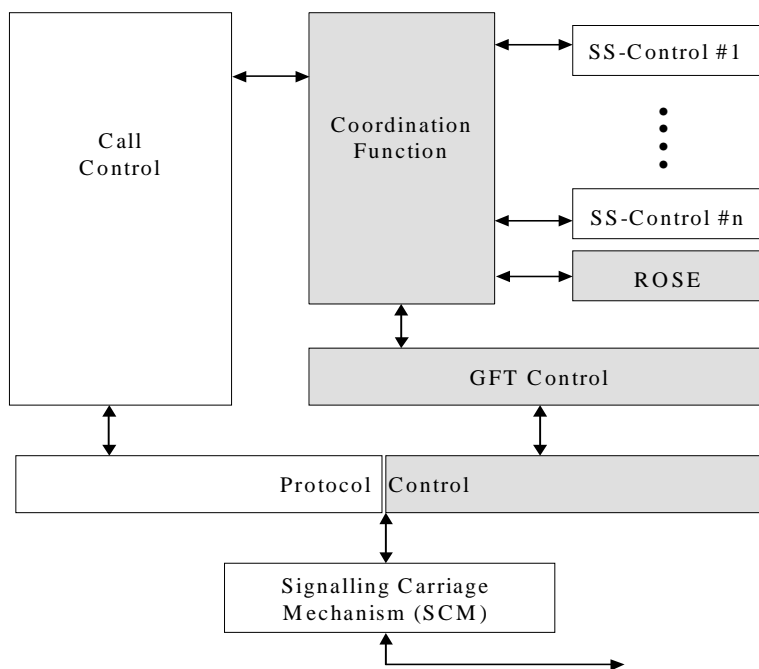 Call
Control
Coordination
Function
SS-Control #1
SS-Control #n
ROSE
GFT Control
Protocol Control
Signalling Carriage
Mechanism (SCM)